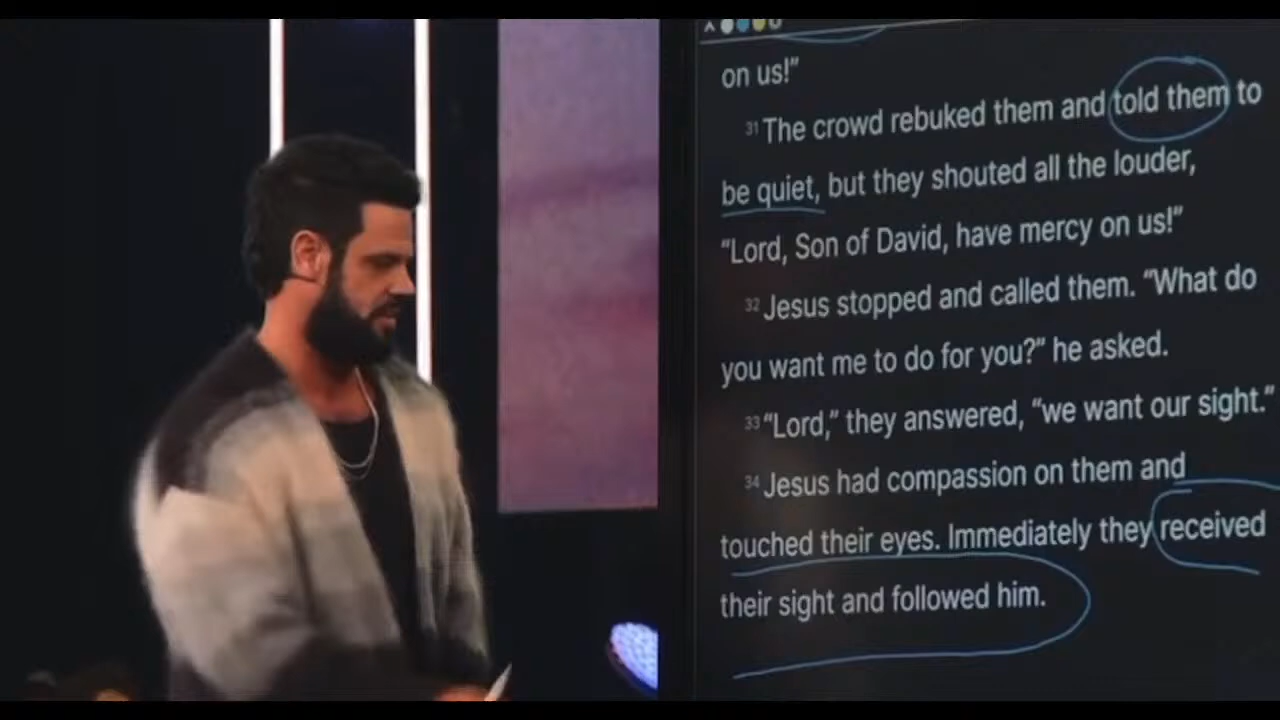 on us!”
31 The crowd rebuked them and told them to
be quiet, but they shouted all the louder,
“Lord, Son of David, have mercy on us!”
32 Jesus stopped and called them. “What do
you want me to do for you?” he asked.
33 “Lord,” they answered, “we want our sight.”
34 Jesus had compassion on them and
touched their eyes. Immediately they received
their sight and followed him.